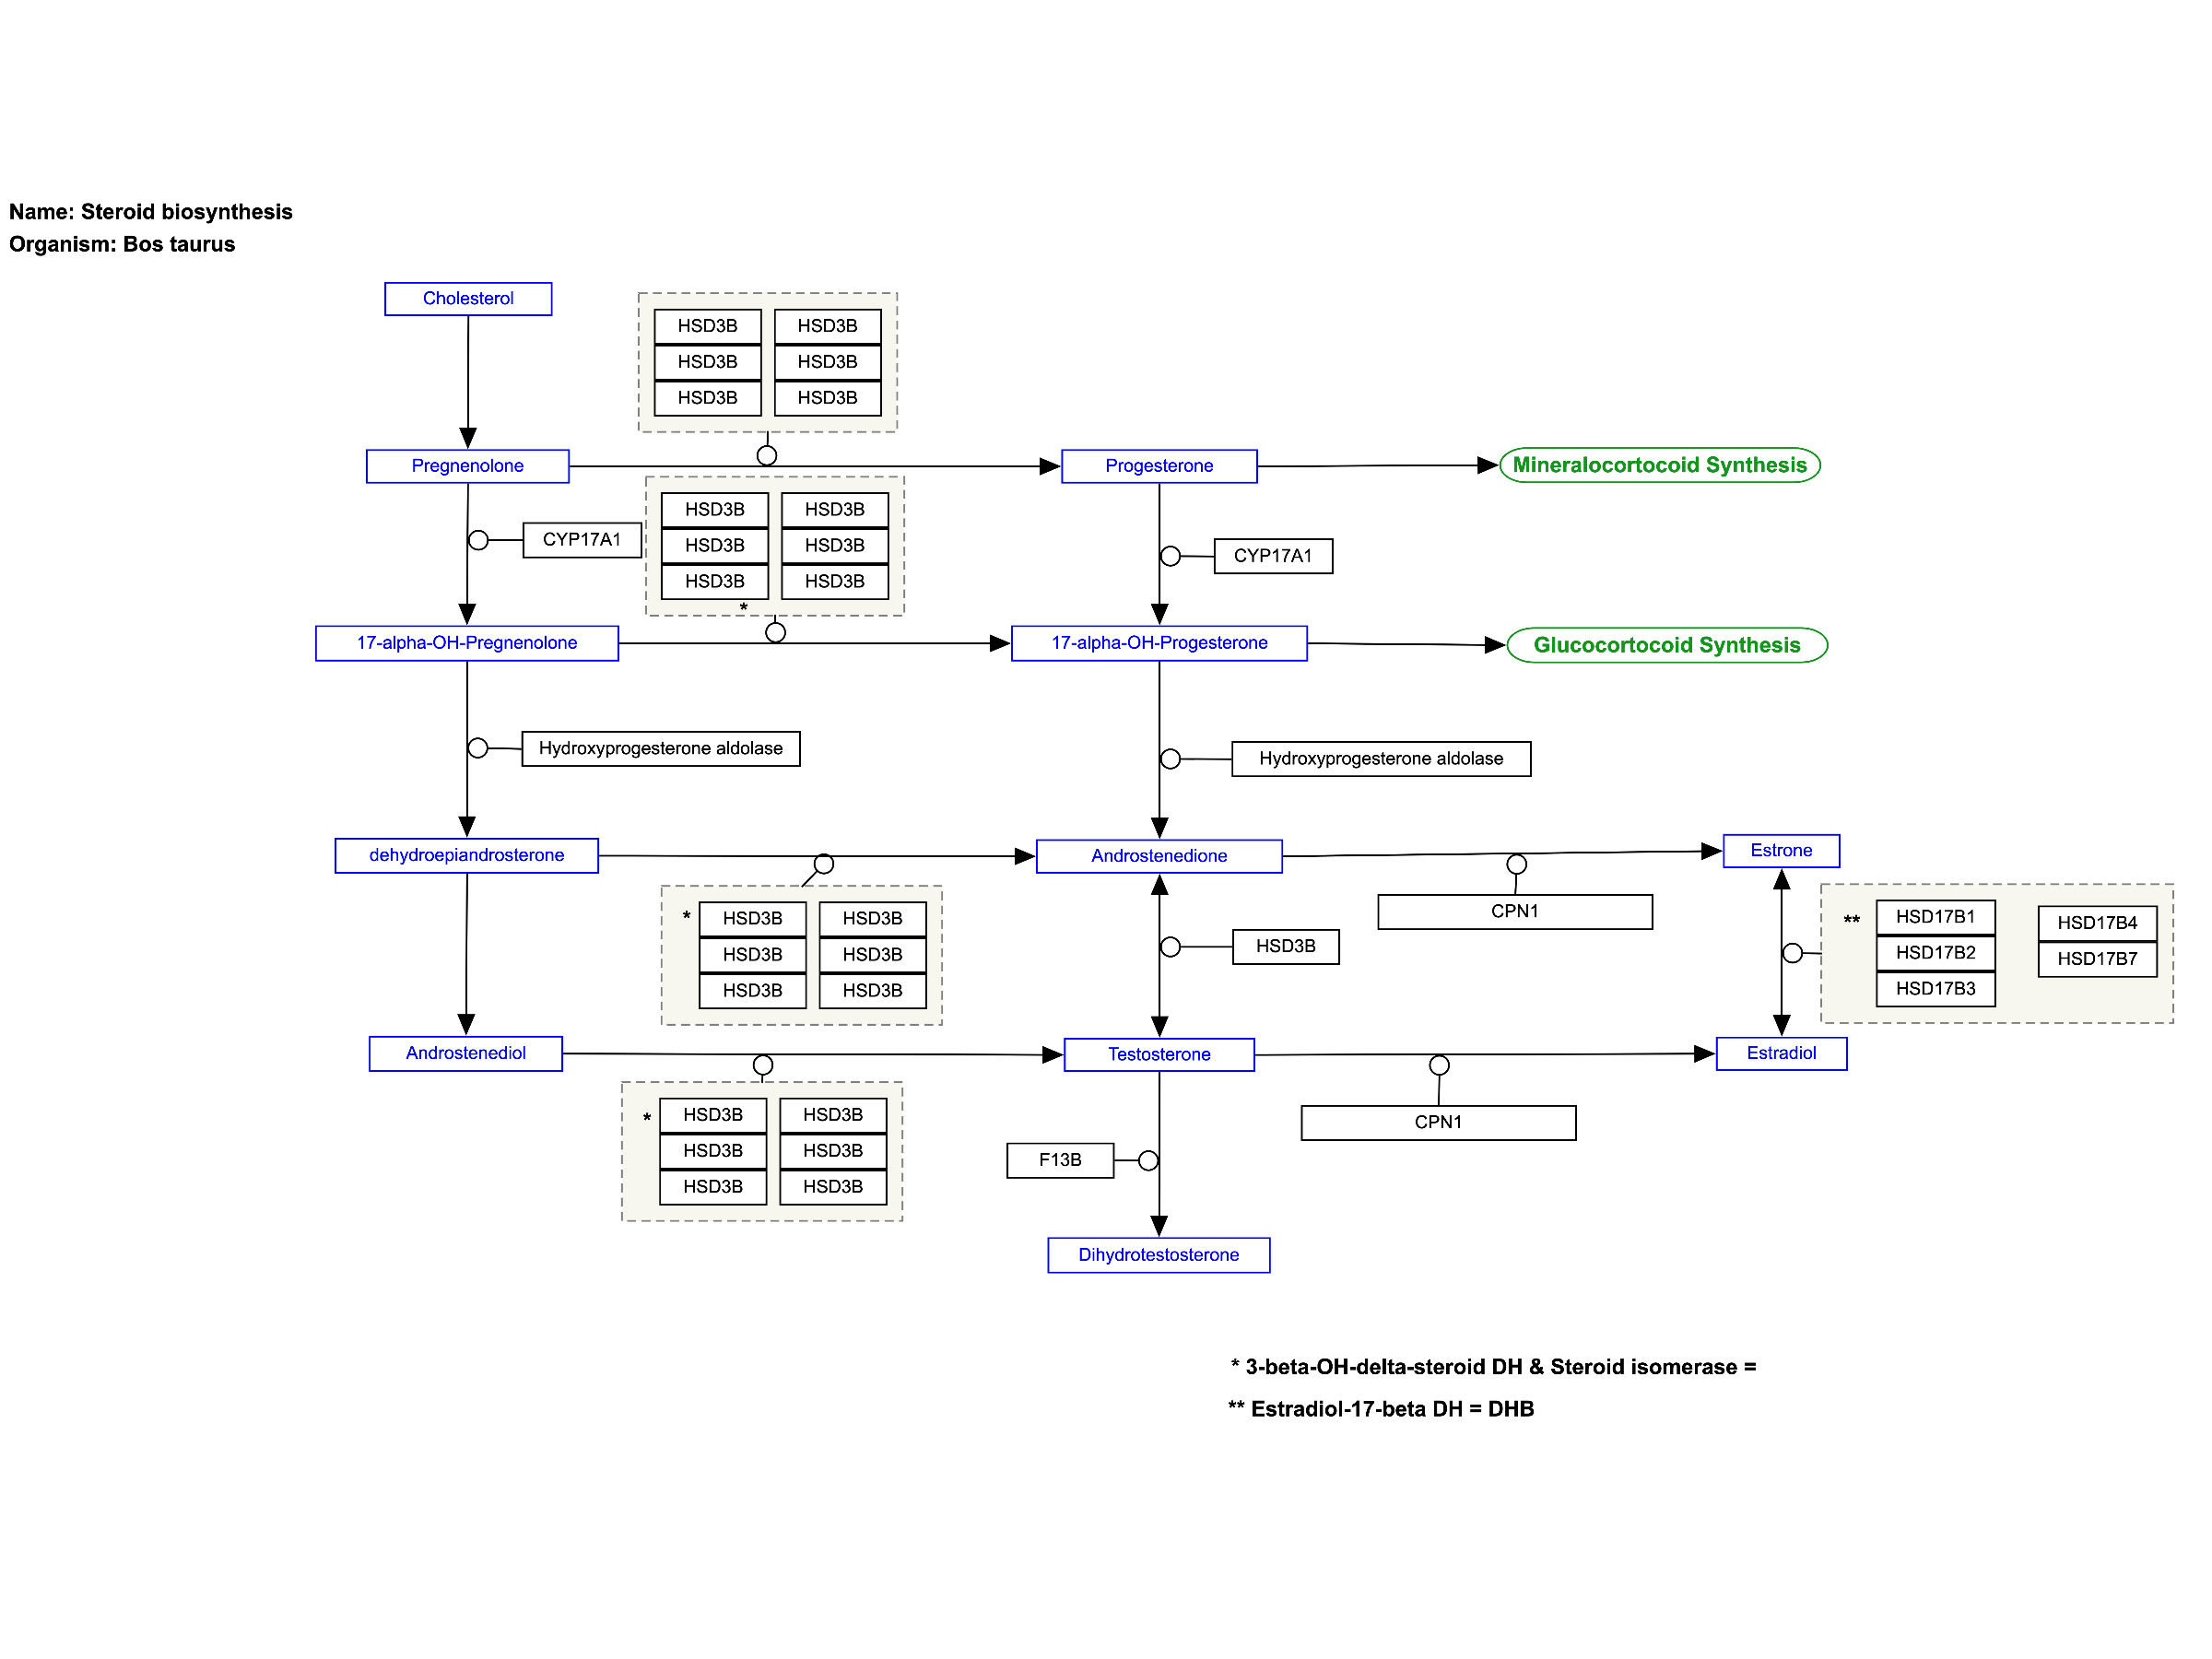 Name: Steroid biosynthesis
Organism: Bos taurus
Cholesterol
HSD3B HSD3B
HSD3B HSD3B
HSD3B HSD3B
Pregnenolone
Progesterone
Mineralocortocoid Synthesis
CYP17A1
HSD3B HSD3B
HSD3B HSD3B
HSD3B HSD3B
*
CYP17A1
17-alpha-OH-Pregnenolone
17-alpha-OH-Progesterone
Glucocortocoid Synthesis
Hydroxyprogesterone aldolase
Hydroxyprogesterone aldolase
dehydroepiandrosterone
Androstenedione
Estrone
* HSD3B HSD3B
HSD3B HSD3B
HSD3B HSD3B
HSD3B
CPN1
** HSD17B1 HSD17B4
HSD17B2 HSD17B7
HSD17B3
Androstenediol
Testosterone
Estradiol
* HSD3B HSD3B
HSD3B HSD3B
HSD3B HSD3B
F13B
CPN1
Dihydrotestosterone
* 3-beta-OH-delta-steroid DH & Steroid isomerase =
** Estradiol-17-beta DH = DHB